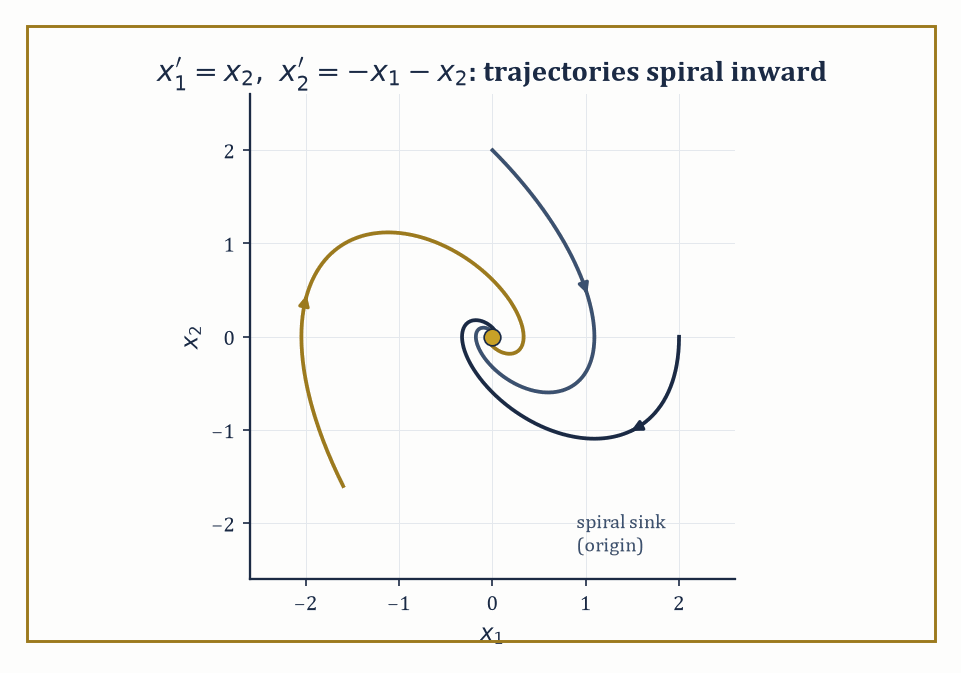 x₁′ = x₂, x₂′ = −x₁ − x₂: trajectories spiral inward
2
1
0
−1
−2
x₂
spiral sink
(origin)
−2 −1 0 1 2
x₁